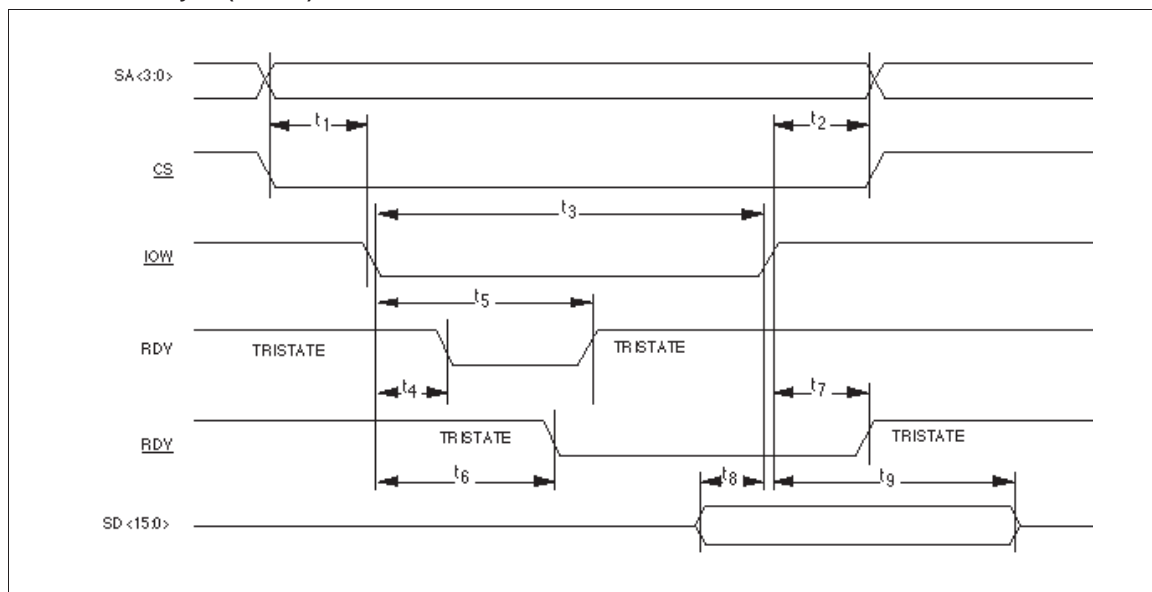 SA<3:0>
t1
t2
CS
t3
IOW
t5
RDY
TRISTATE
TRISTATE
t4
t7
RDY
TRISTATE
TRISTATE
t6
t8
t9
SD<15:0>